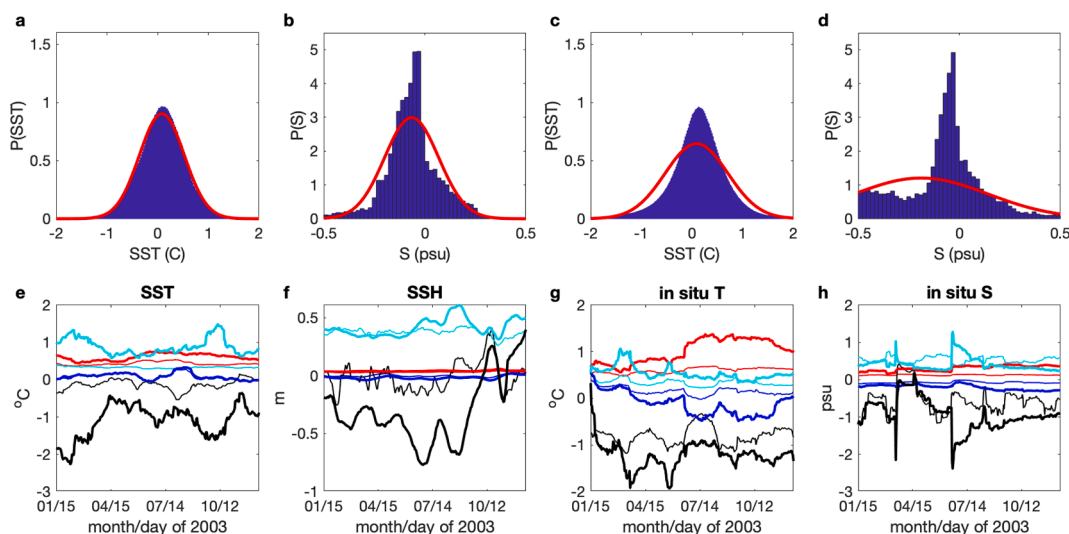 a
1.5
1
0.5
0
P(SST)
-2 -1 0 1 2
SST (C)
b
5
4
3
2
1
0
P(S)
-0.5 0 0.5
S (psu)
c
1.5
1
0.5
0
P(SST)
-2 -1 0 1 2
SST (C)
d
5
4
3
2
1
0
P(S)
-0.5 0 0.5
S (psu)
e SST
2
1
0
-1
-2
-3
oC
01/15 04/15 07/14 10/12
month/day of 2003
f SSH
0.5
0
-0.5
-1
m
01/15 04/15 07/14 10/12
month/day of 2003
g in situ T
2
1
0
-1
-2
oC
01/15 04/15 07/14 10/12
month/day of 2003
h in situ S
2
1
0
-1
-2
-3
psu
01/15 04/15 07/14 10/12
month/day of 2003